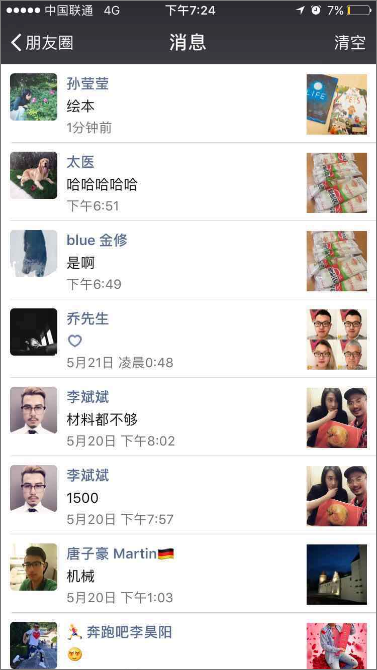 中国联通 4G 下午7:24 7%
朋友圈 消息 清空
孙莹莹
绘本
1分钟前
LIFE
太医
哈哈哈哈哈
下午6:51
blue 金修
是啊
下午6:49
乔先生
5月21日 凌晨0:48
李斌斌
材料都不够
5月20日 下午8:02
李斌斌
1500
5月20日 下午7:57
唐子豪 Martin🇩🇪
机械
5月20日 下午1:03
🏃 奔跑吧李昊阳